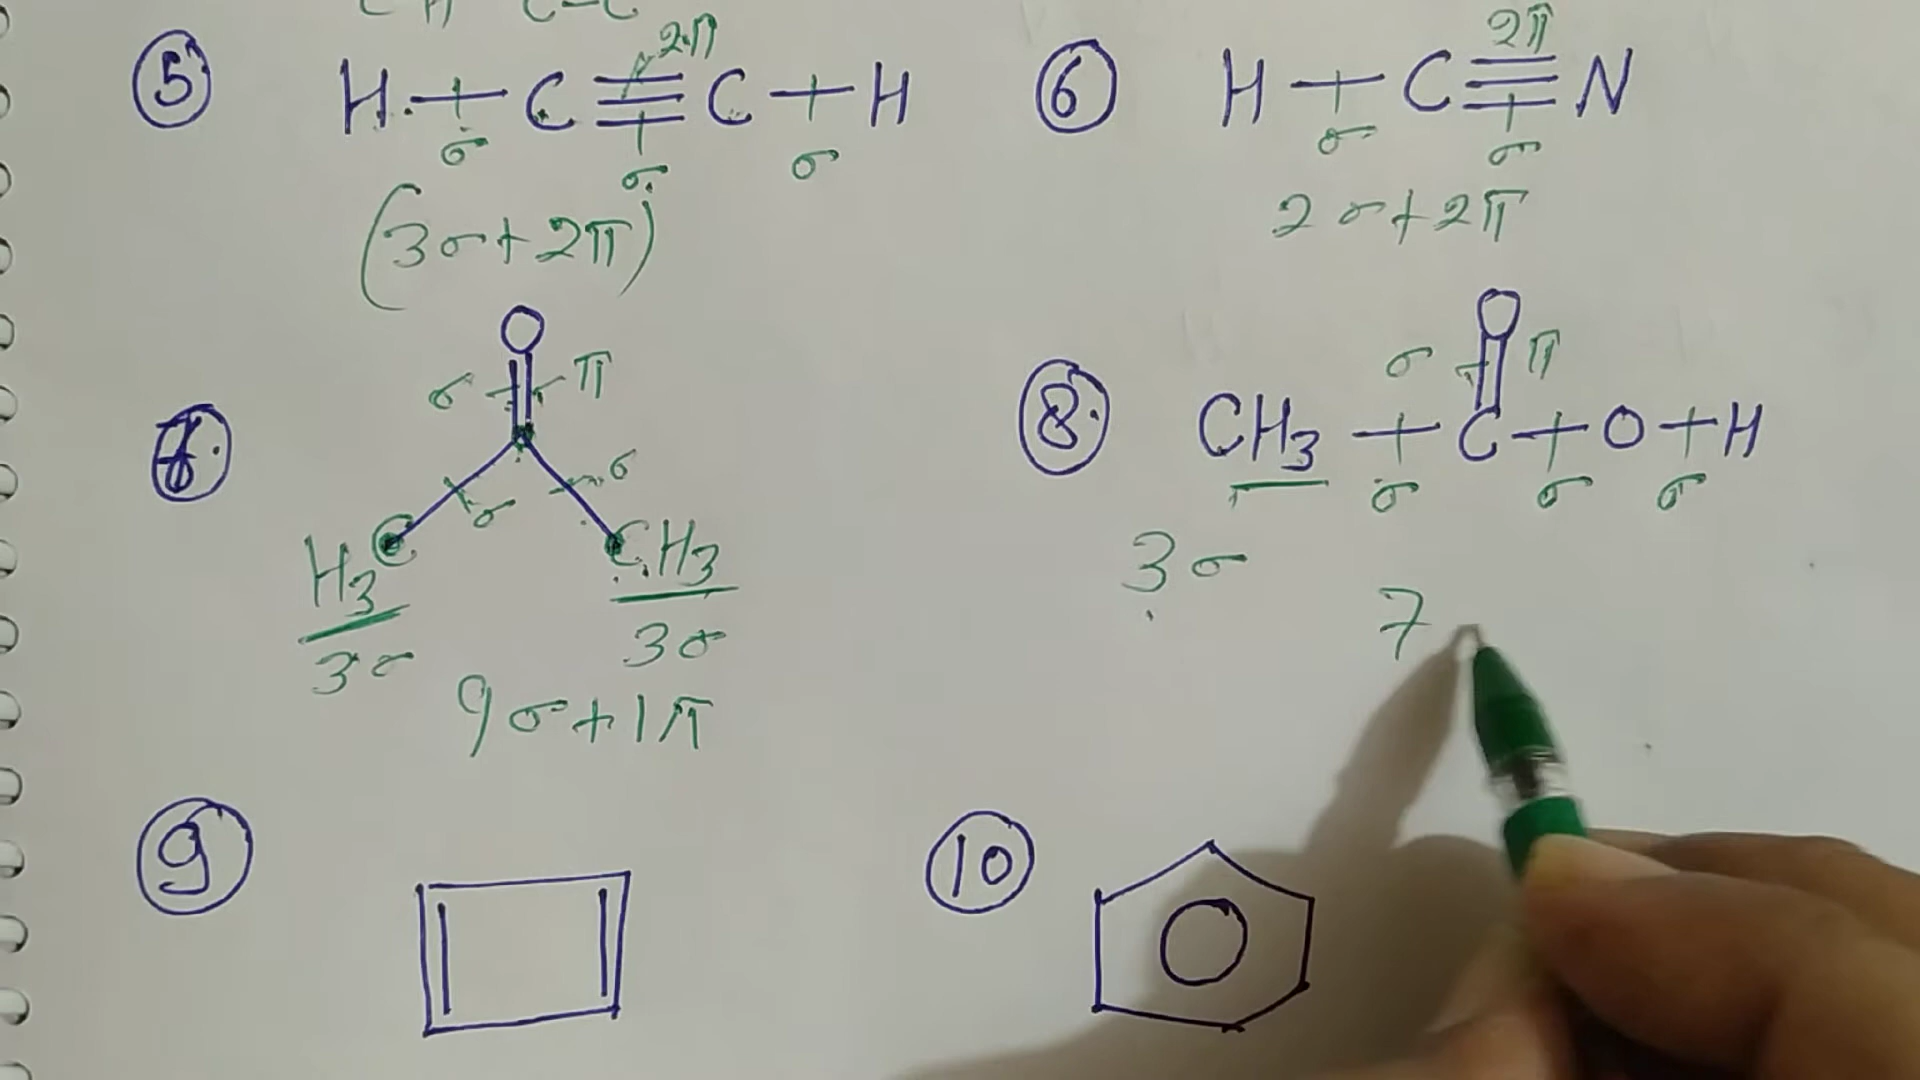 C-H C-C
5 H-C≡C-H 2π
σ σ σ
(3σ+2π)
6 H-C≡N 2π
σ σ
2σ+2π
7 O
σ π
σ σ
H3C CH3
3σ 3σ
9σ+1π
8 O
σ π
CH3-C-O-H
σ σ σ
3σ
7
9
10